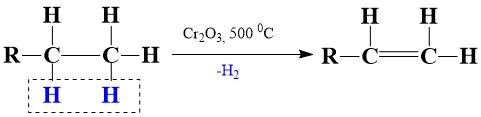 H H H H
Cr2O3, 500 ⁰C
R C C H R C C H
-H2
H H